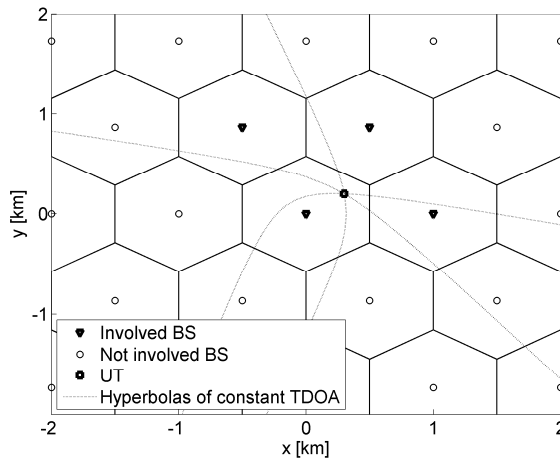 2
1
0
-1
y [km]
Involved BS
Not involved BS
UT
Hyperbolas of constant TDOA
-2 -1 0 1 2
x [km]